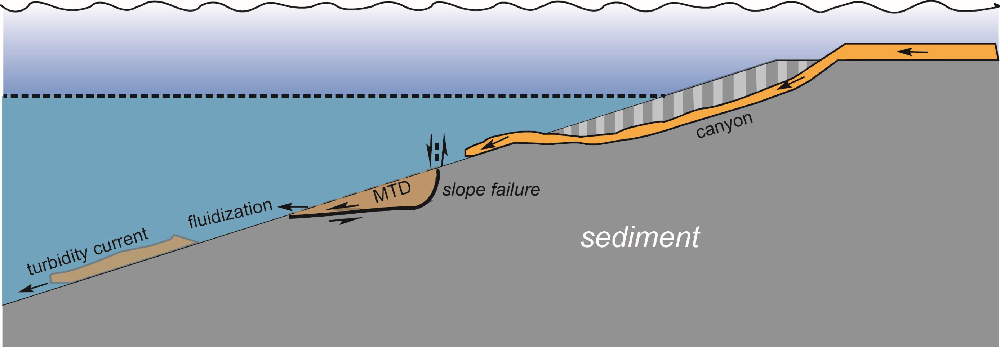 canyon
MTD
slope failure
fluidization
turbidity current
sediment